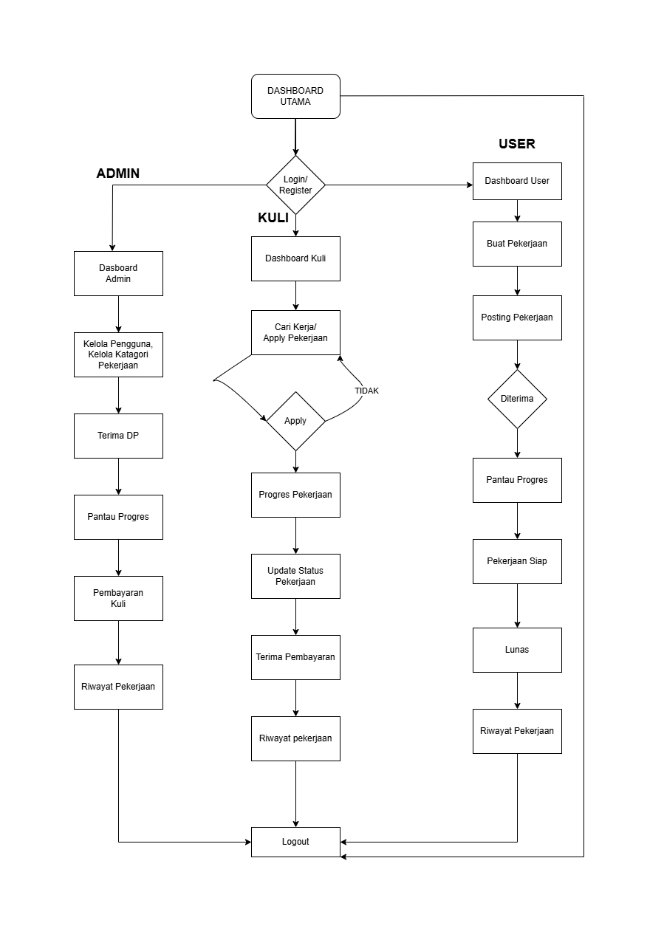 DASHBOARD
UTAMA
USER
ADMIN
Login/
Register
Dashboard User
KULI
Buat Pekerjaan
Dashboard Kuli
Dasboard
Admin
Cari Kerja/
Apply Pekerjaan
Posting Pekerjaan
Kelola Pengguna,
Kelola Katagori
Pekerjaan
TIDAK
Diterima
Apply
Terima DP
Pantau Progres
Progres Pekerjaan
Pantau Progres
Pekerjaan Siap
Update Status
Pekerjaan
Pembayaran
Kuli
Lunas
Terima Pembayaran
Riwayat Pekerjaan
Riwayat Pekerjaan
Riwayat pekerjaan
Logout